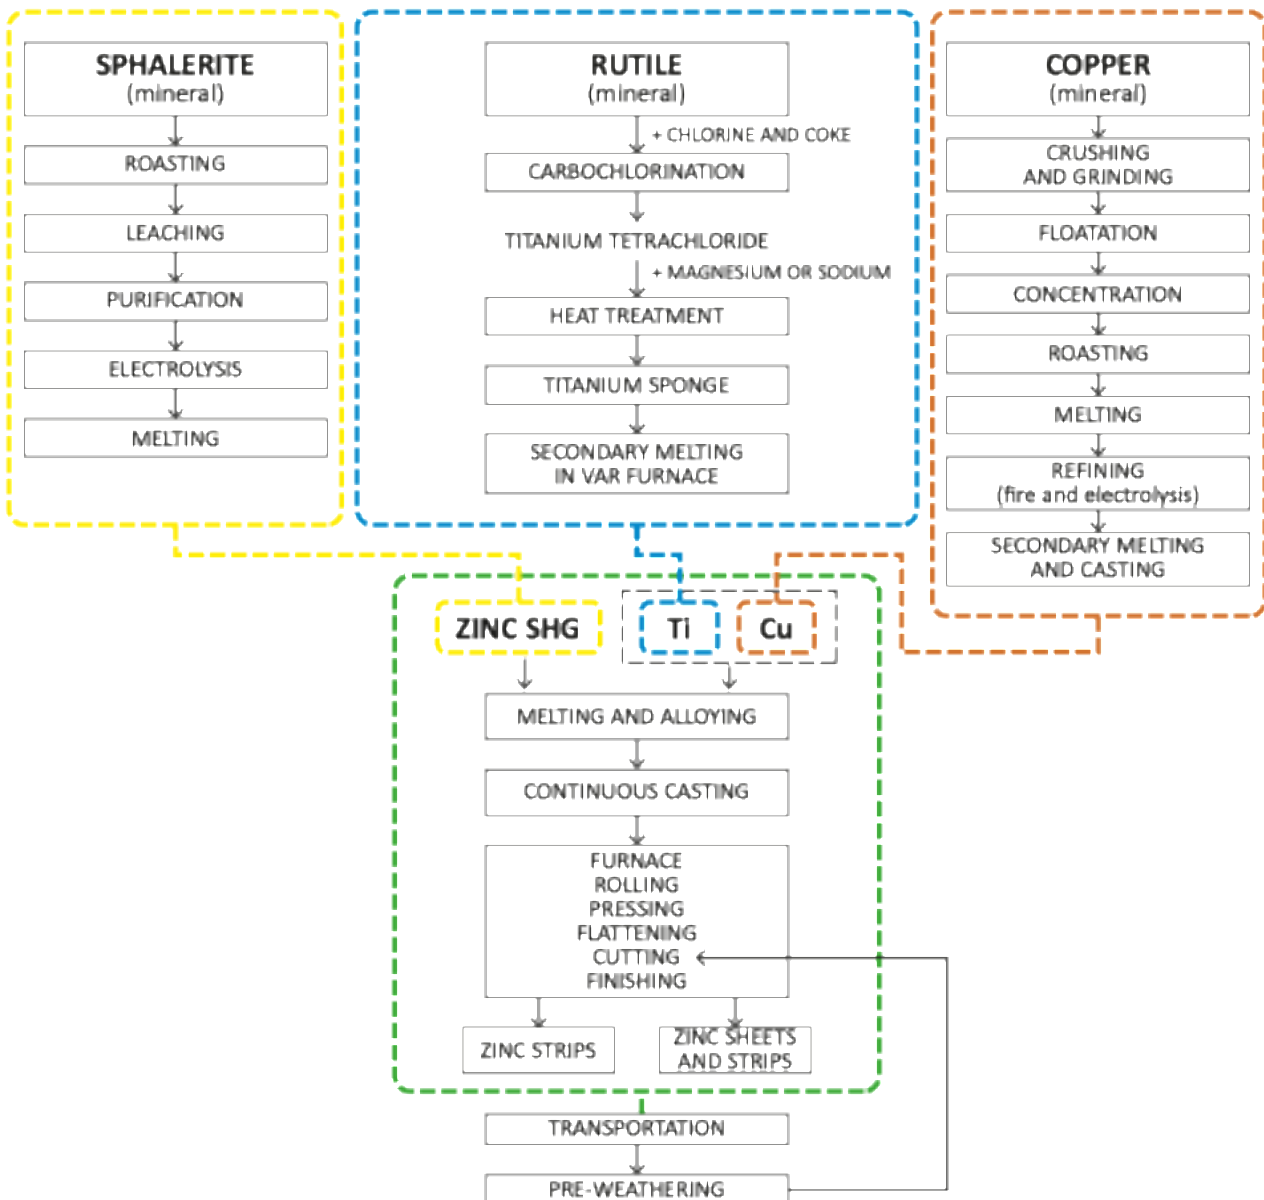 SPHALERITE
(mineral)
ROASTING
LEACHING
PURIFICATION
ELECTROLYSIS
MELTING
RUTILE
(mineral)
+ CHLORINE AND COKE
CARBOCHLORINATION
TITANIUM TETRACHLORIDE
+ MAGNESIUM OR SODIUM
HEAT TREATMENT
TITANIUM SPONGE
SECONDARY MELTING
IN VAR FURNACE
COPPER
(mineral)
CRUSHING
AND GRINDING
FLOATATION
CONCENTRATION
ROASTING
MELTING
REFINING
(fire and electrolysis)
SECONDARY MELTING
AND CASTING
ZINC SHG
Ti
Cu
MELTING AND ALLOYING
CONTINUOUS CASTING
FURNACE
ROLLING
PRESSING
FLATTENING
CUTTING
FINISHING
ZINC STRIPS
ZINC SHEETS
AND STRIPS
TRANSPORTATION
PRE-WEATHERING